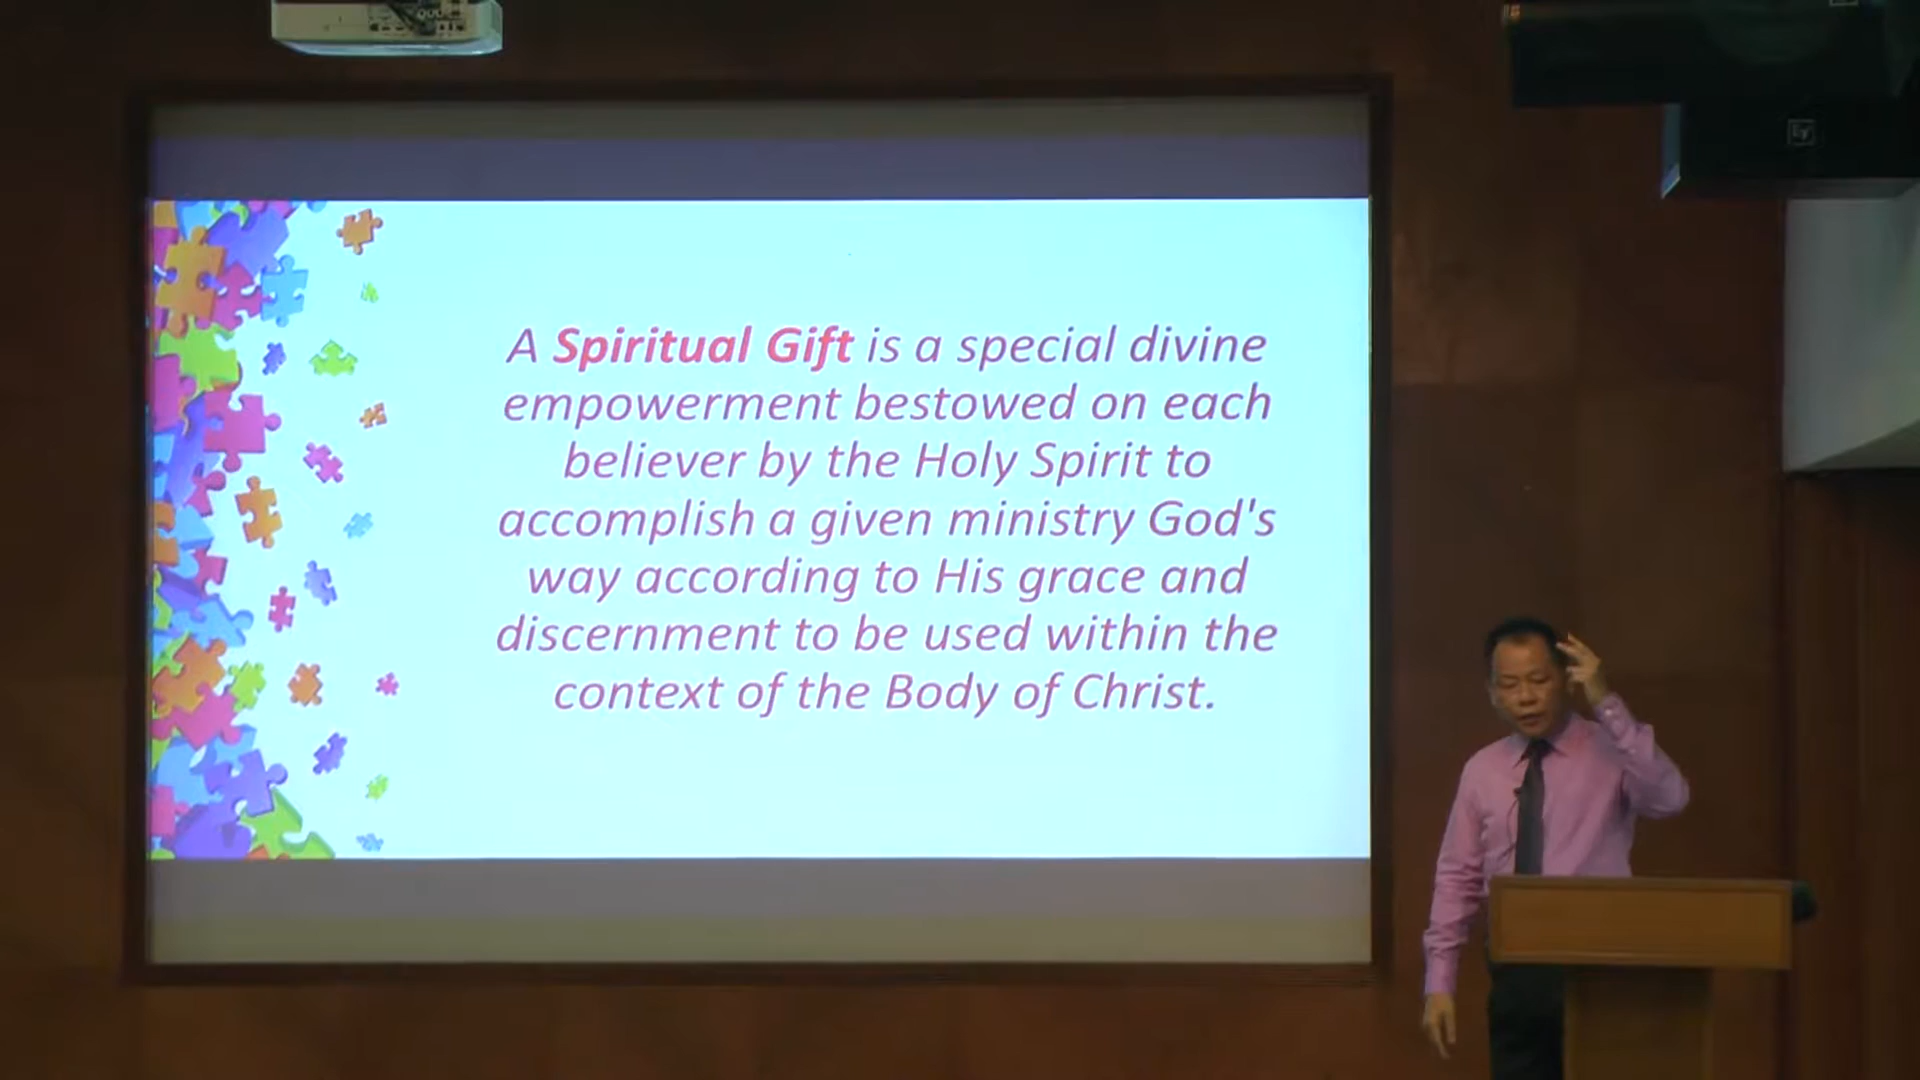 A Spiritual Gift is a special divine
empowerment bestowed on each
believer by the Holy Spirit to
accomplish a given ministry God's
way according to His grace and
discernment to be used within the
context of the Body of Christ.
EV